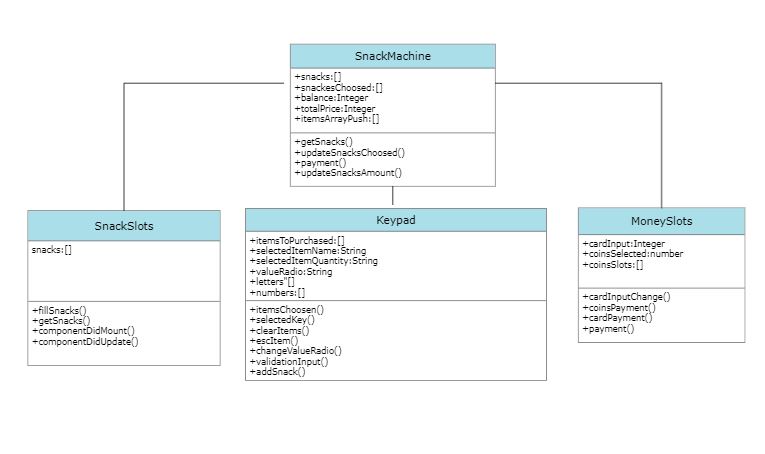 SnackMachine
+snacks:[]
+snackesChoosed:[]
+balance:Integer
+totalPrice:Integer
+itemsArrayPush:[]
+getSnacks()
+updateSnacksChoosed()
+payment()
+updateSnacksAmount()
SnackSlots
snacks:[]
+fillSnacks()
+getSnacks()
+componentDidMount()
+componentDidUpdate()
Keypad
+itemsToPurchased:[]
+selectedItemName:String
+selectedItemQuantity:String
+valueRadio:String
+letters"[]
+numbers:[]
+itemsChoosen()
+selectedKey()
+clearItems()
+escItem()
+changeValueRadio()
+validationInput()
+addSnack()
MoneySlots
+cardInput:Integer
+coinsSelected:number
+coinsSlots:[]
+cardInputChange()
+coinsPayment()
+cardPayment()
+payment()